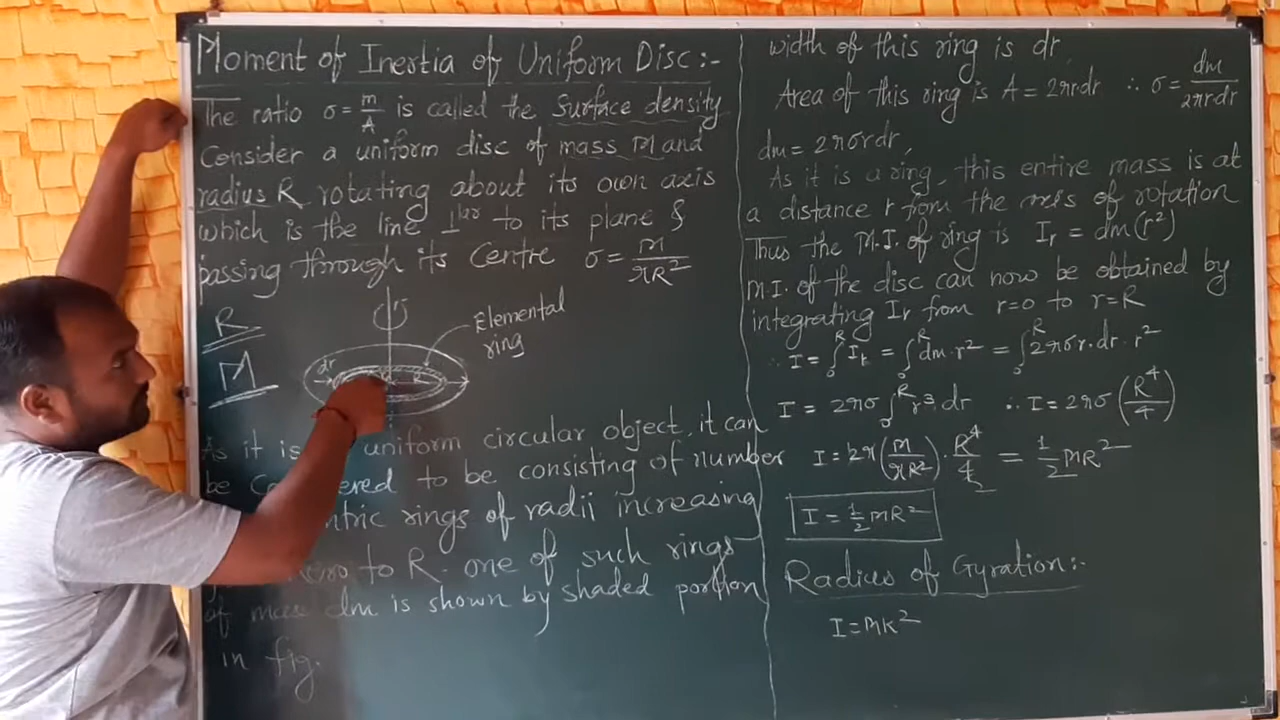 Moment of Inertia of Uniform Disc:-
The ratio σ = m/A is called the Surface density
Consider a uniform disc of mass M and
radius R rotating about its own axis
which is the line ⊥lar to its plane &
passing through its Centre σ = M/πR²
R
M
Elemental
ring
dr
As it is uniform circular object, it can
be considered to be consisting of number
ntric rings of radii increasing
zero to R. one of such rings
of mass dm is shown by shaded portion
in fig.
width of this ring is dr.
Area of this ring is A = 2πrdr ∴ σ = dm/2πrdr
dm = 2πσrdr,
As it is a ring, this entire mass is at
a distance r from the axis of rotation
Thus the M.I. of ring is Ir = dm(r²)
M.I. of the disc can now be obtained by
integrating Ir from r=0 to r=R
∴ I = ∫₀ᴿ Ir = ∫₀ᴿ dm·r² = ∫₀ᴿ 2πσr·dr·r²
I = 2πσ ∫₀ᴿ r³·dr ∴ I = 2πσ (R⁴/4)
I = 2π (M/πR²) · R⁴/4 = 1/2 MR²
I = 1/2 MR²
Radius of Gyration:-
I = MK²